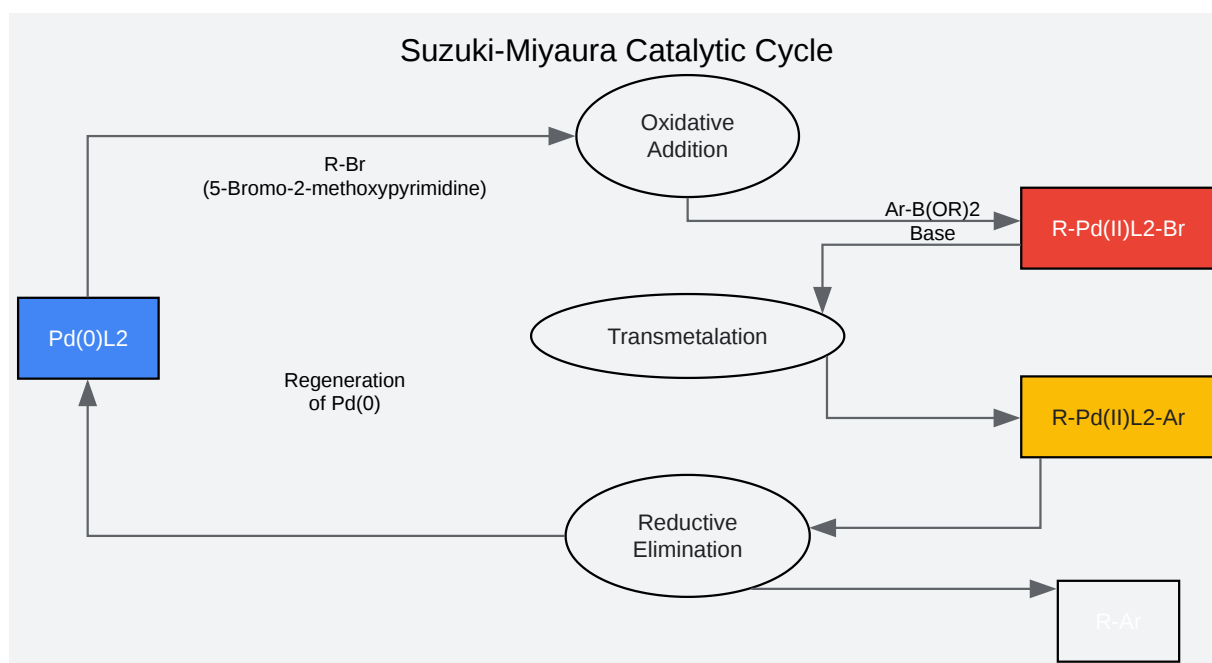 Suzuki-Miyaura Catalytic Cycle
Oxidative
Addition
R-Br
(5-Bromo-2-methoxypyrimidine)
Ar-B(OR)2
Base
R-Pd(II)L2-Br
Pd(0)L2
Transmetalation
Regeneration
of Pd(0)
R-Pd(II)L2-Ar
Reductive
Elimination
R-Ar